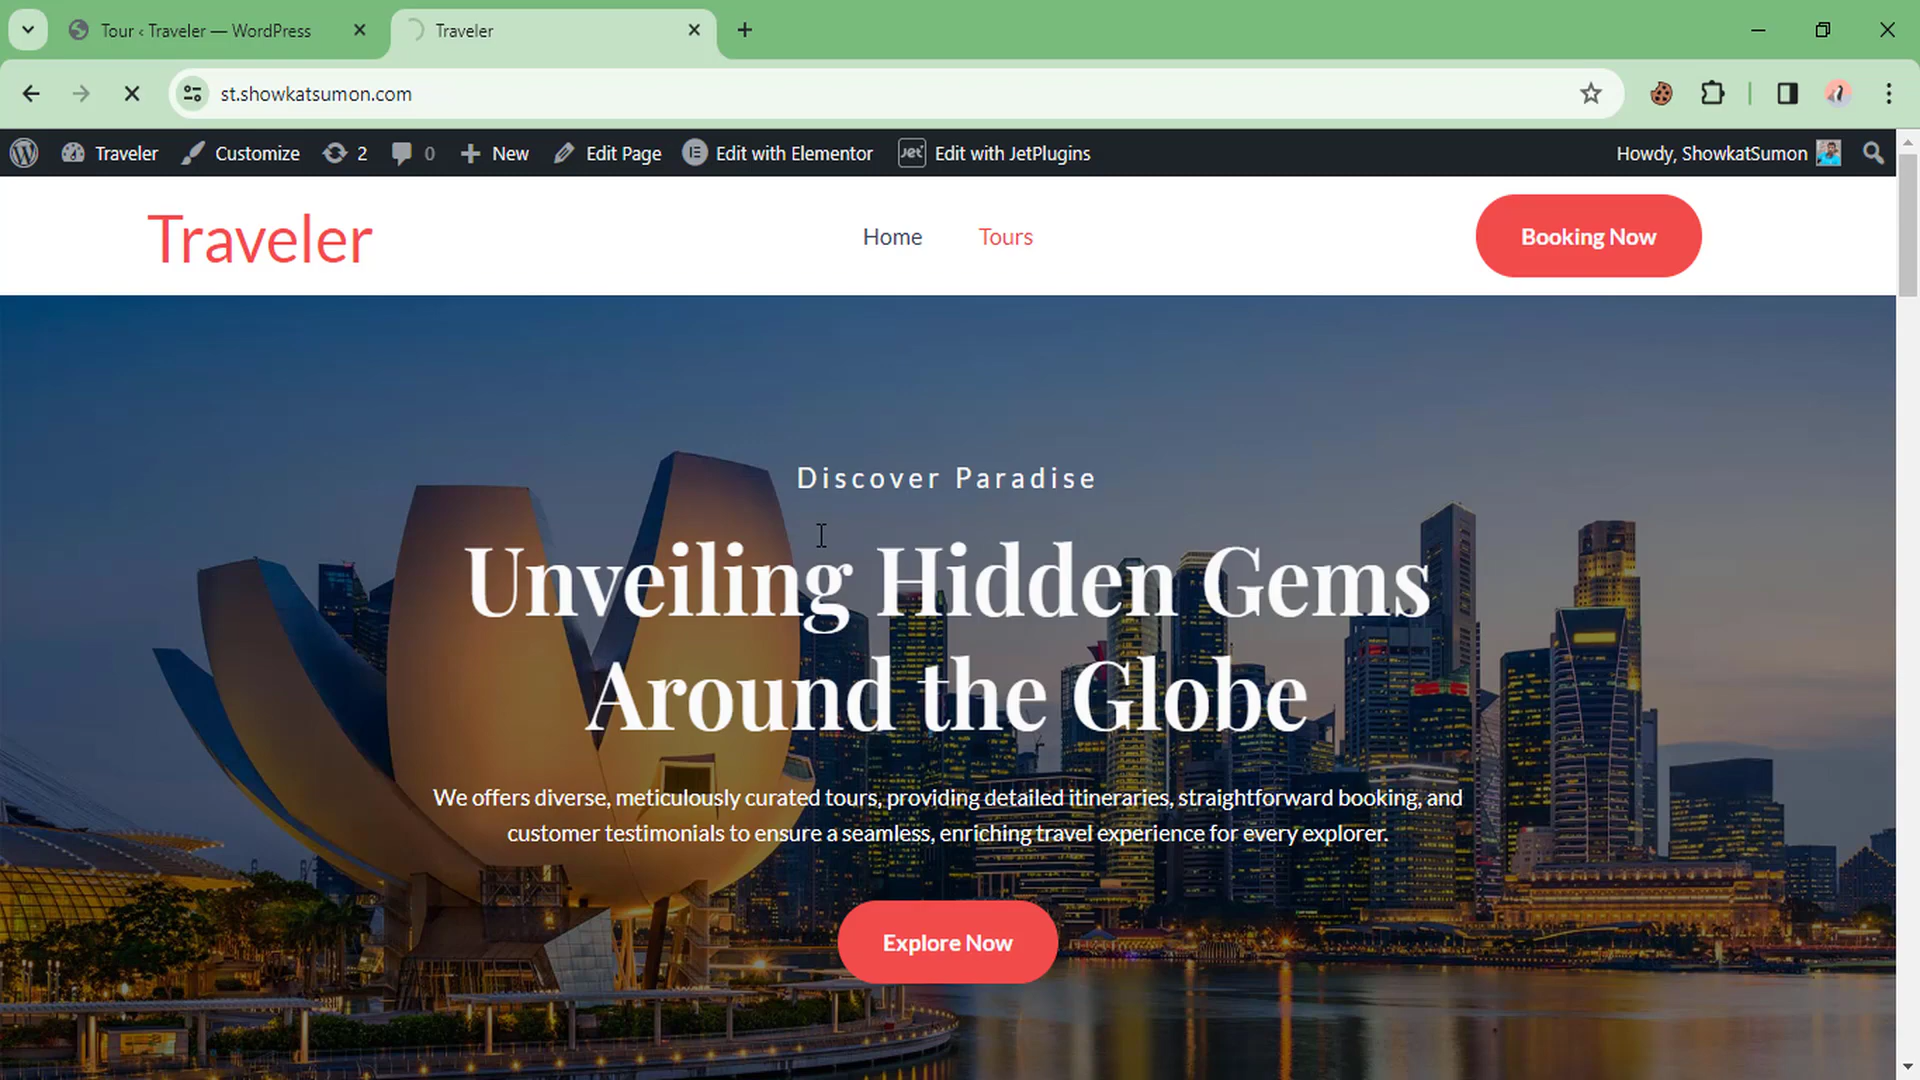 Tour ‹ Traveler — WordPress
Traveler
st.showkatsumon.com
Traveler
Customize
2
0
New
Edit Page
Edit with Elementor
Jet
Edit with JetPlugins
Howdy, ShowkatSumon
Traveler
Home
Tours
Booking Now
Discover Paradise
Unveiling Hidden Gems
Around the Globe
We offers diverse, meticulously curated tours, providing detailed itineraries, straightforward booking, and
customer testimonials to ensure a seamless, enriching travel experience for every explorer.
Explore Now